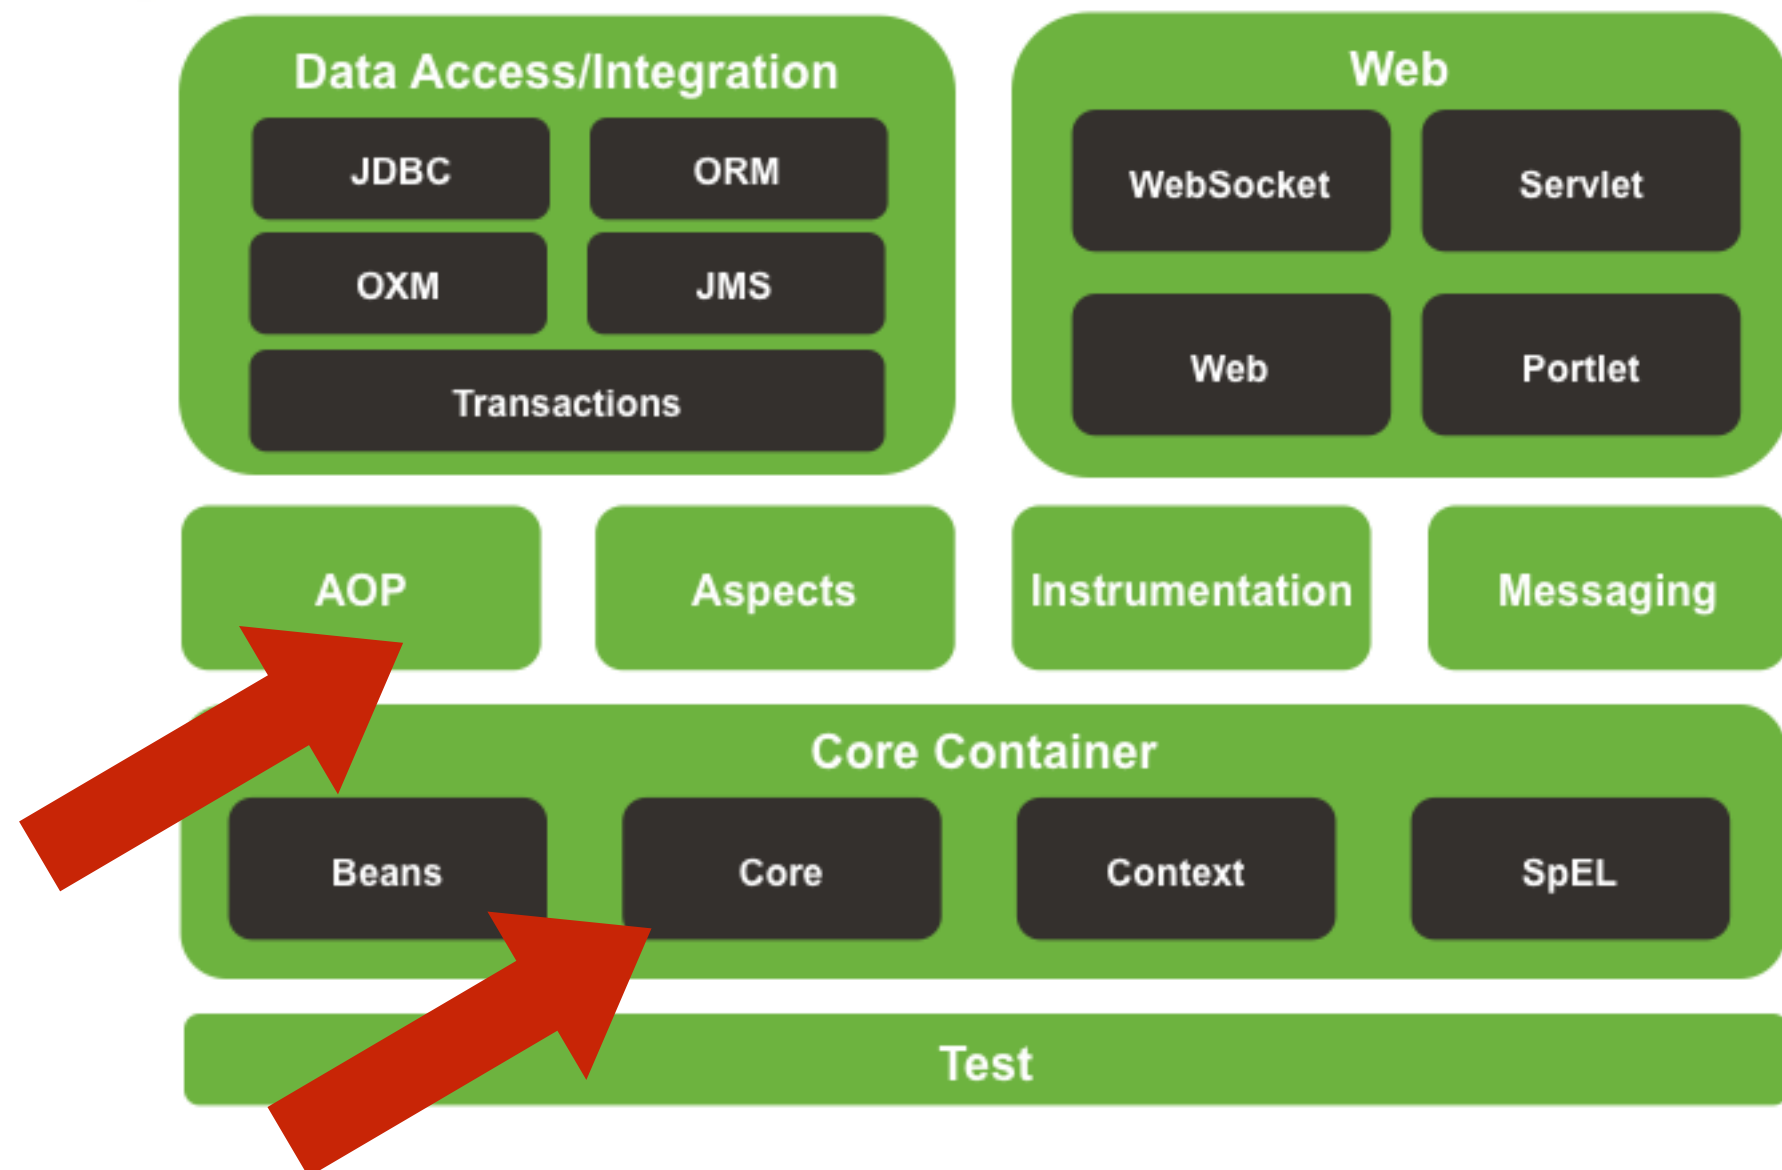 Data Access/Integration
JDBC
ORM
OXM
JMS
Transactions
Web
WebSocket
Servlet
Web
Portlet
AOP
Aspects
Instrumentation
Messaging
Core Container
Beans
Core
Context
SpEL
Test